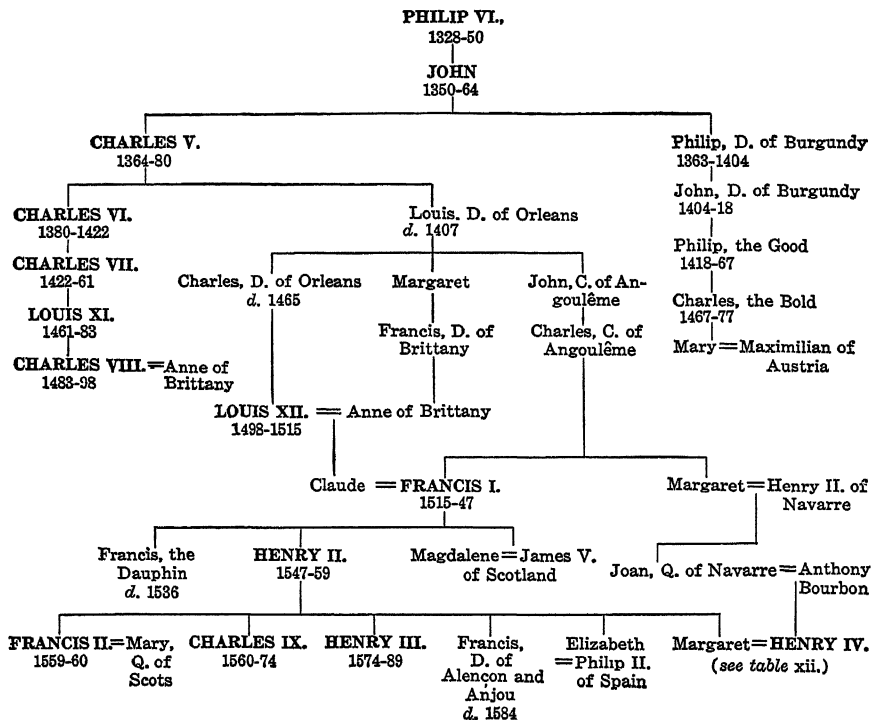 PHILIP VI.,
1328-50
JOHN
1350-64
CHARLES V.
1364-80
Philip, D. of Burgundy
1363-1404
John, D. of Burgundy
1404-18
CHARLES VI.
1380-1422
Louis. D. of Orleans
d. 1407
Philip, the Good
1418-67
CHARLES VII.
1422-61
Charles, D. of Orleans
d. 1465
Margaret
John, C. of An-
goulême
Charles, the Bold
1467-77
LOUIS XI.
1461-83
Francis, D. of
Brittany
Charles, C. of
Angoulême
Mary = Maximilian of
Austria
CHARLES VIII. = Anne of
1483-98 Brittany
LOUIS XII. = Anne of Brittany
1498-1515
Claude = FRANCIS I.
1515-47
Margaret = Henry II. of
Navarre
Francis, the
Dauphin
d. 1536
HENRY II.
1547-59
Magdalene = James V.
of Scotland
Joan, Q. of Navarre = Anthony
Bourbon
FRANCIS II. = Mary,
1559-60 Q. of
Scots
CHARLES IX.
1560-74
HENRY III.
1574-89
Francis,
D. of
Alençon and
Anjou
d. 1584
Elizabeth
= Philip II.
of Spain
Margaret = HENRY IV.
(see table xii.)